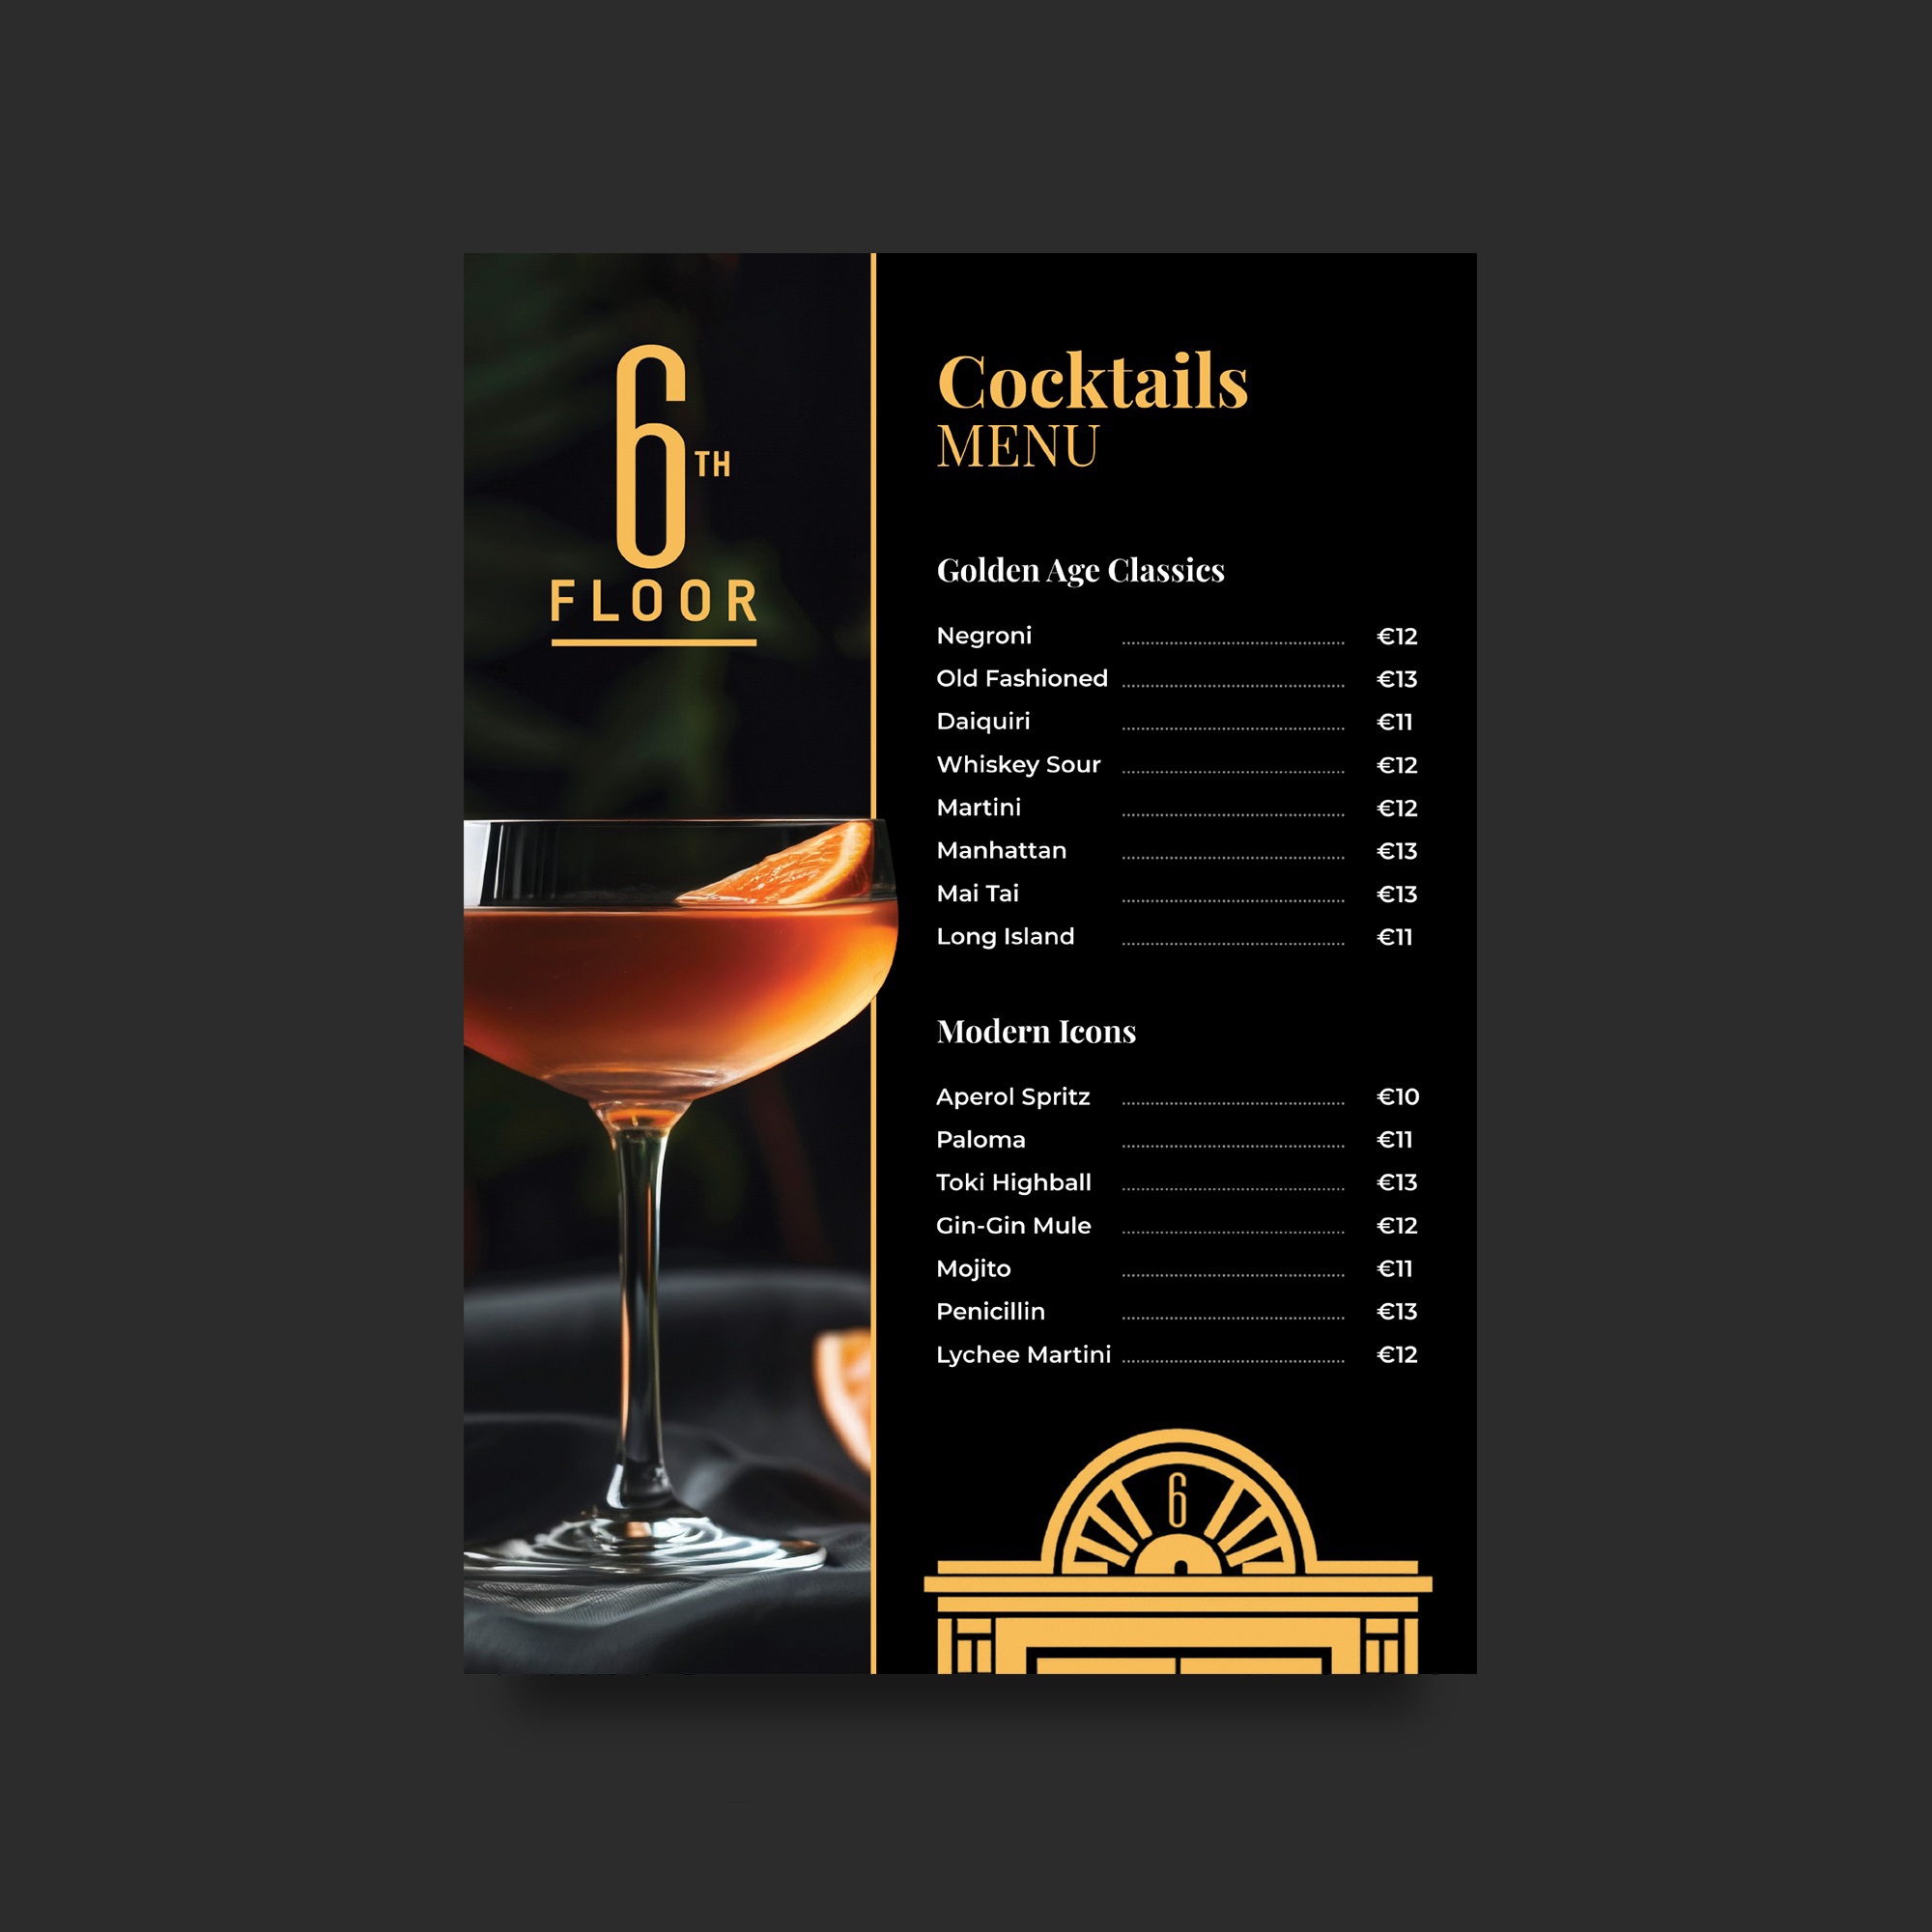 6TH
FLOOR
Cocktails
MENU
Golden Age Classics
Negroni ........ €12
Old Fashioned ........ €13
Daiquiri ........ €11
Whiskey Sour ........ €12
Martini ........ €12
Manhattan ........ €13
Mai Tai ........ €13
Long Island ........ €11
Modern Icons
Aperol Spritz ........ €10
Paloma ........ €11
Toki Highball ........ €13
Gin-Gin Mule ........ €12
Mojito ........ €11
Penicillin ........ €13
Lychee Martini ........ €12
6